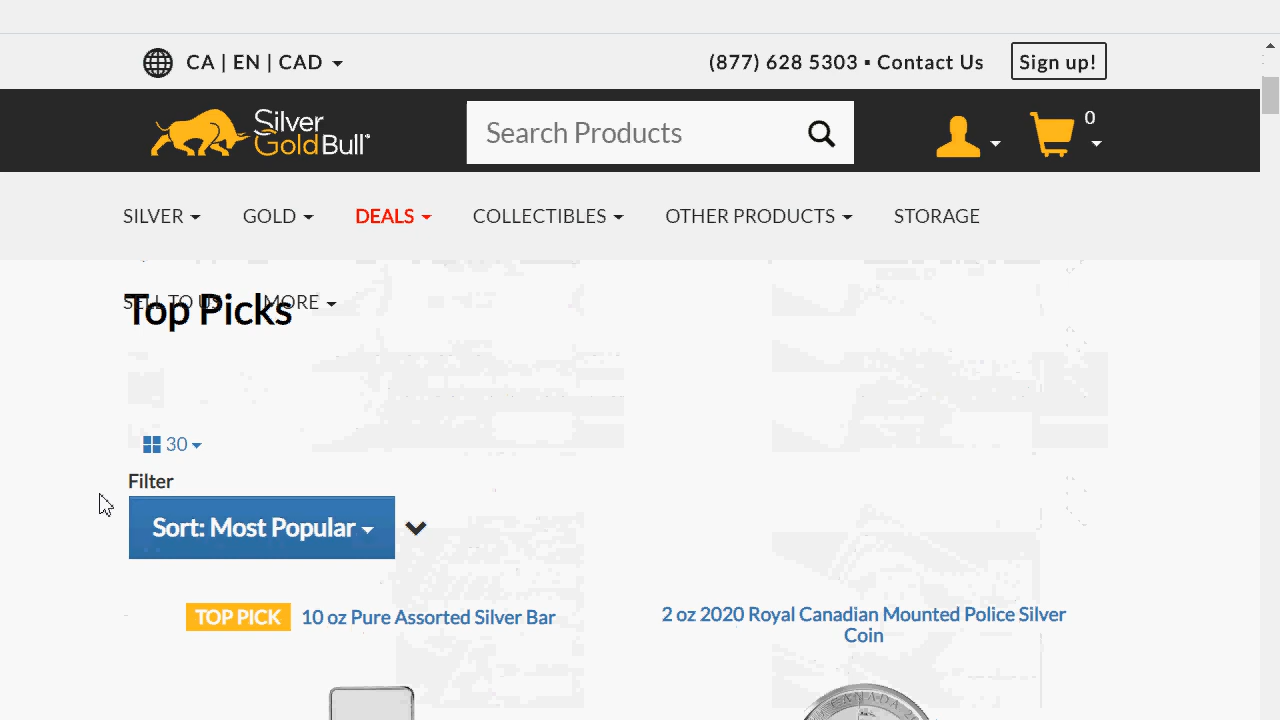 CA | EN | CAD
(877) 628 5303 ▪ Contact Us
Sign up!
Silver
GoldBull
Search Products
0
SILVER
GOLD
DEALS
COLLECTIBLES
OTHER PRODUCTS
STORAGE
SELL TO US
MORE
Top Picks
30
Filter
Sort: Most Popular
TOP PICK 10 oz Pure Assorted Silver Bar
2 oz 2020 Royal Canadian Mounted Police Silver
Coin
CANADA